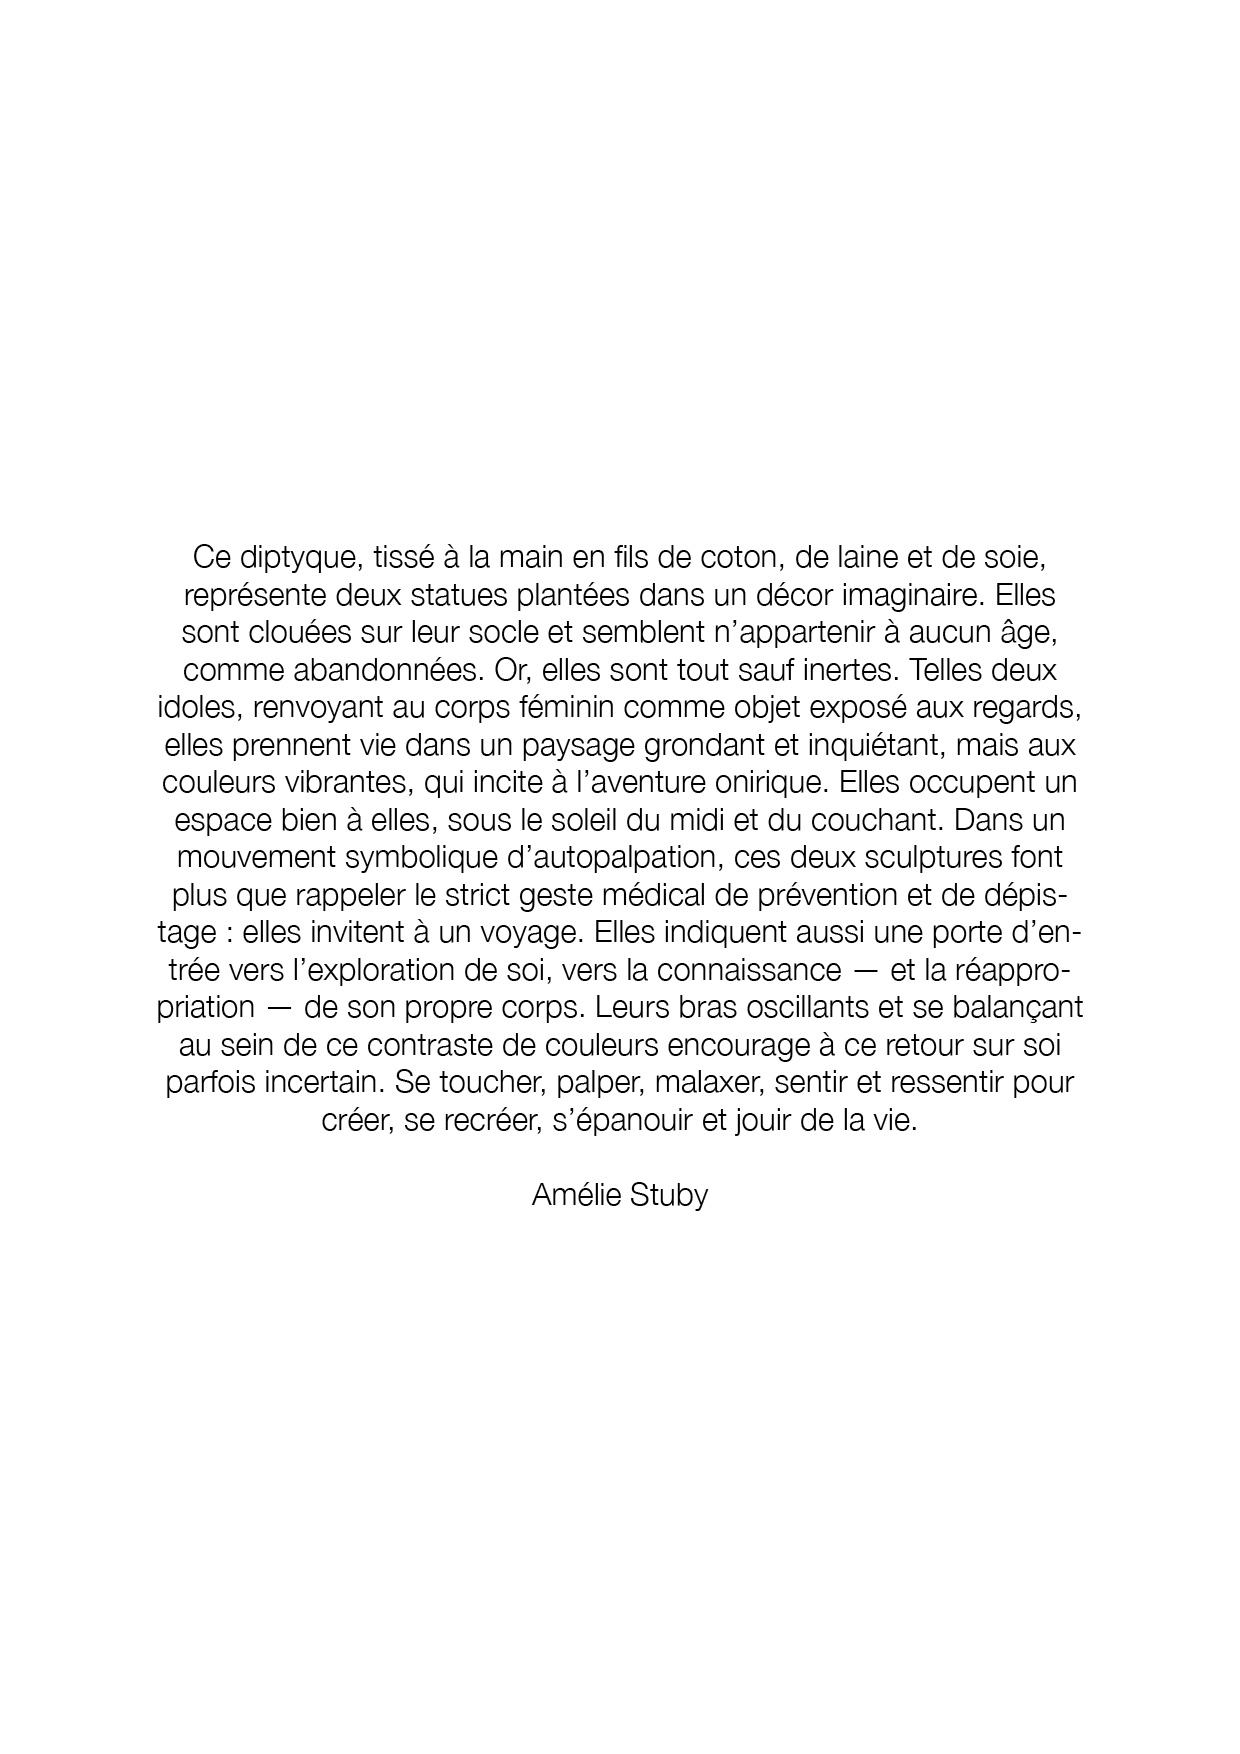 Ce diptyque, tissé à la main en fils de coton, de laine et de soie,
représente deux statues plantées dans un décor imaginaire. Elles
sont clouées sur leur socle et semblent n’appartenir à aucun âge,
comme abandonnées. Or, elles sont tout sauf inertes. Telles deux
idoles, renvoyant au corps féminin comme objet exposé aux regards,
elles prennent vie dans un paysage grondant et inquiétant, mais aux
couleurs vibrantes, qui incite à l’aventure onirique. Elles occupent un
espace bien à elles, sous le soleil du midi et du couchant. Dans un
mouvement symbolique d’autopalpation, ces deux sculptures font
plus que rappeler le strict geste médical de prévention et de dépis-
tage : elles invitent à un voyage. Elles indiquent aussi une porte d’en-
trée vers l’exploration de soi, vers la connaissance — et la réappro-
priation — de son propre corps. Leurs bras oscillants et se balançant
au sein de ce contraste de couleurs encourage à ce retour sur soi
parfois incertain. Se toucher, palper, malaxer, sentir et ressentir pour
créer, se recréer, s’épanouir et jouir de la vie.
Amélie Stuby